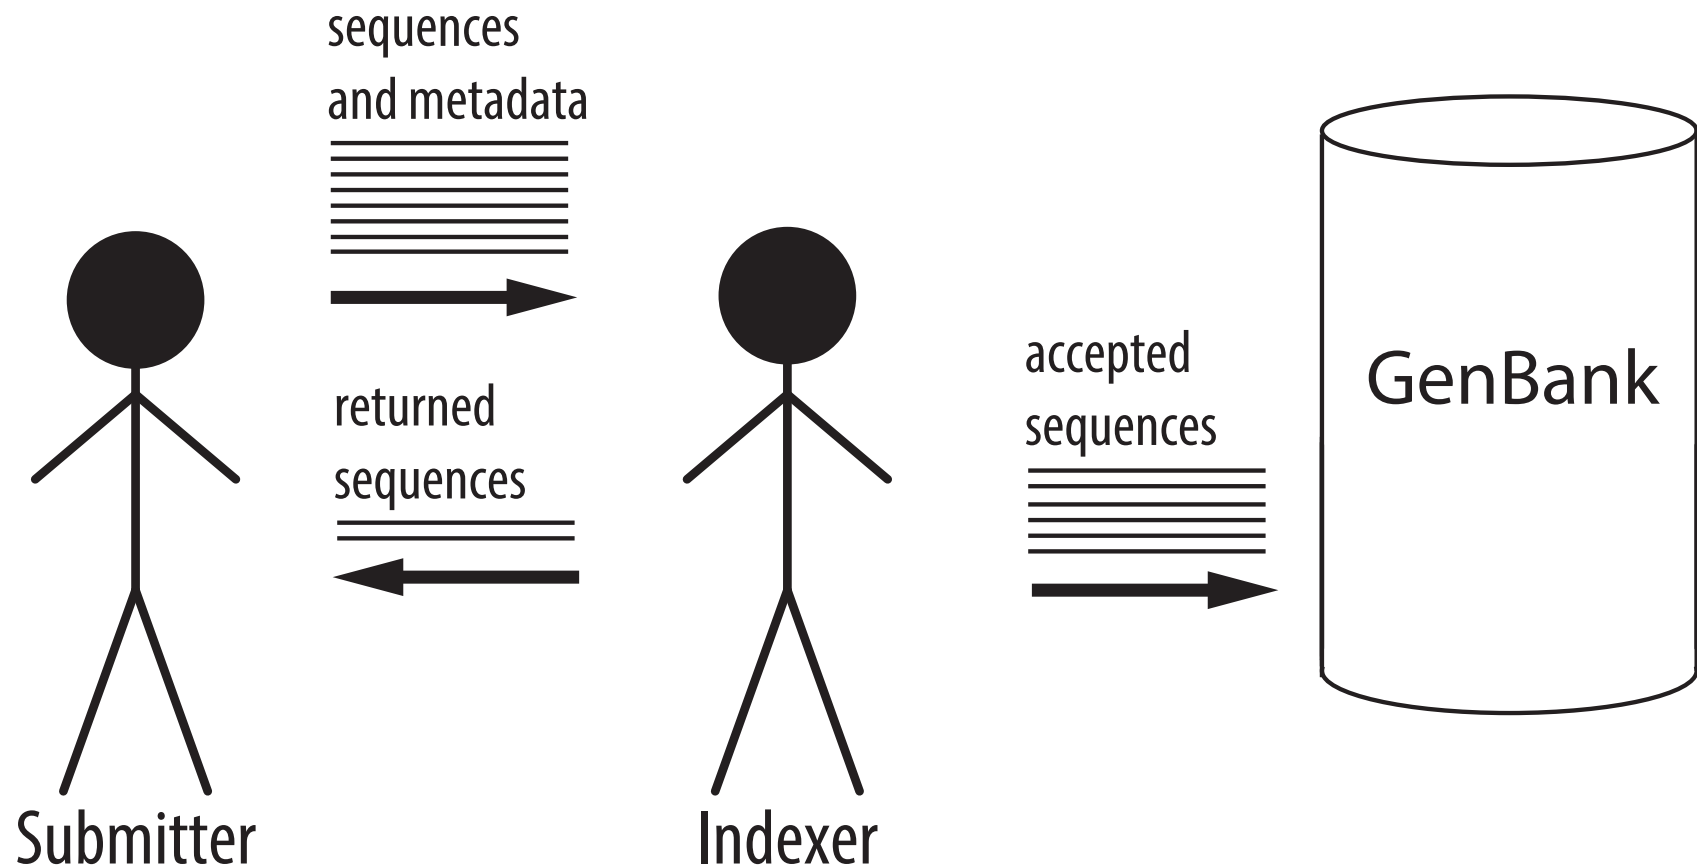 sequences
and metadata
returned
sequences
accepted
sequences
GenBank
Submitter
Indexer